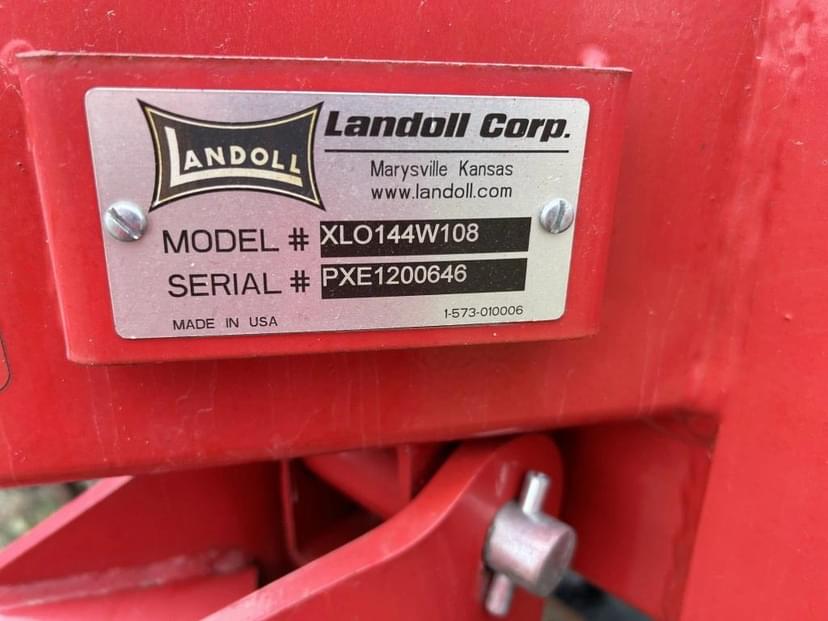 LANDOLL
Landoll Corp.
Marysville Kansas
www.landoll.com
MODEL # XLO144W108
SERIAL # PXE1200646
MADE IN USA
1-573-010006